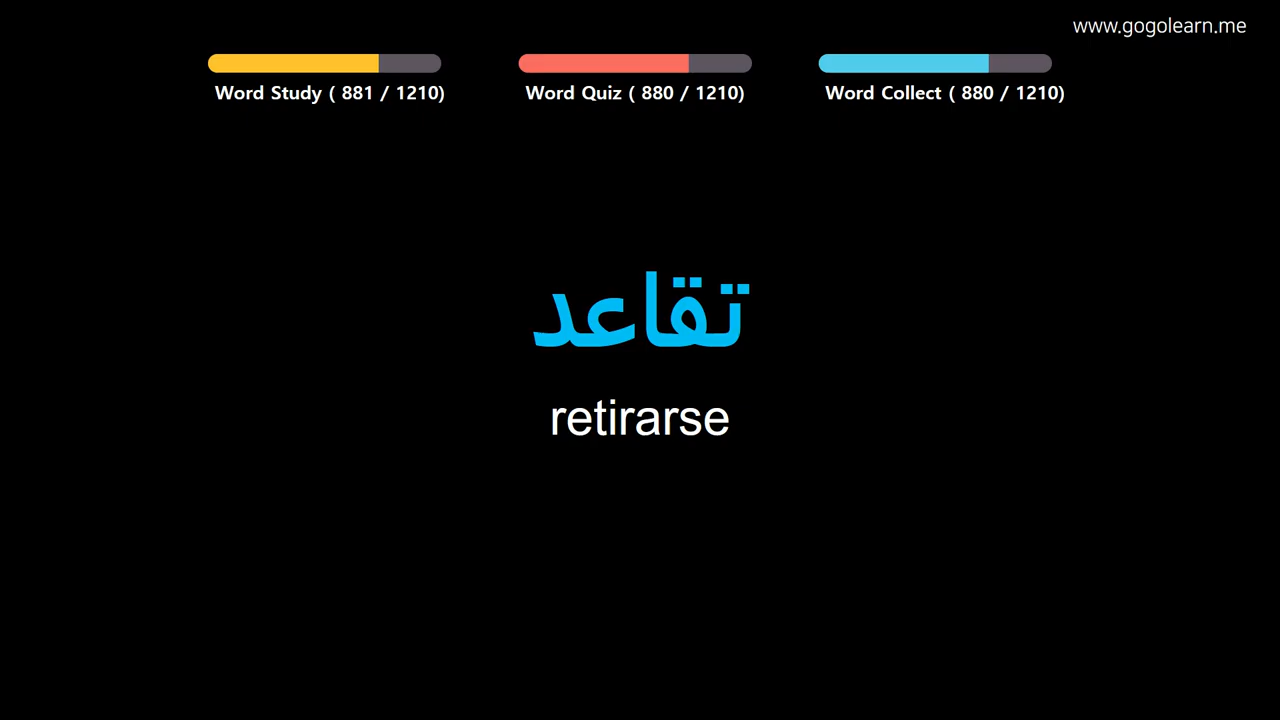 www.gogolearn.me
Word Study ( 881 / 1210)
Word Quiz ( 880 / 1210)
Word Collect ( 880 / 1210)
تقاعد
retirarse